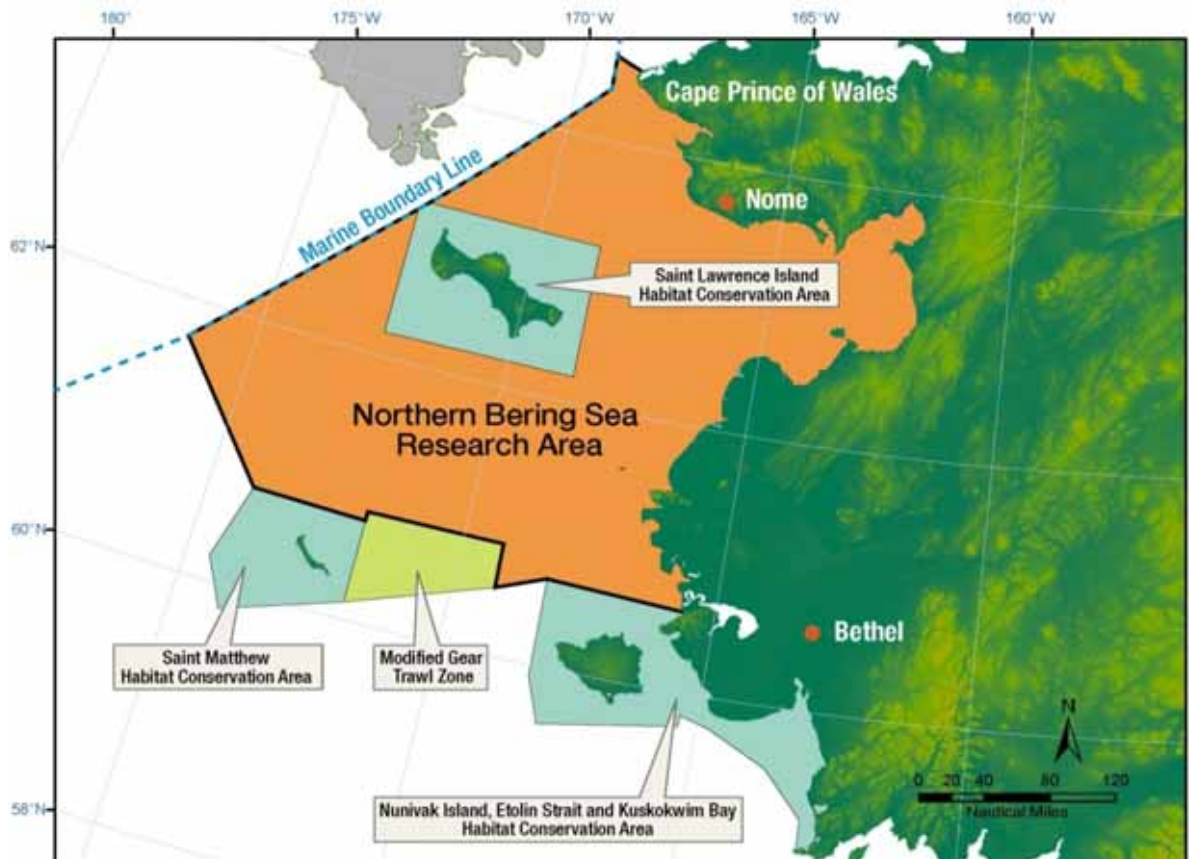 180°
175°W
170°W
165°W
160°W
Cape Prince of Wales
Marine Boundary Line
Nome
62°N
Saint Lawrence Island
Habitat Conservation Area
Northern Bering Sea
Research Area
60°N
Bethel
Saint Matthew
Habitat Conservation Area
Modified Gear
Trawl Zone
N
0 20 40 80 120
Nautical Miles
Nunivak Island, Etolin Strait and Kuskokwim Bay
Habitat Conservation Area
58°N